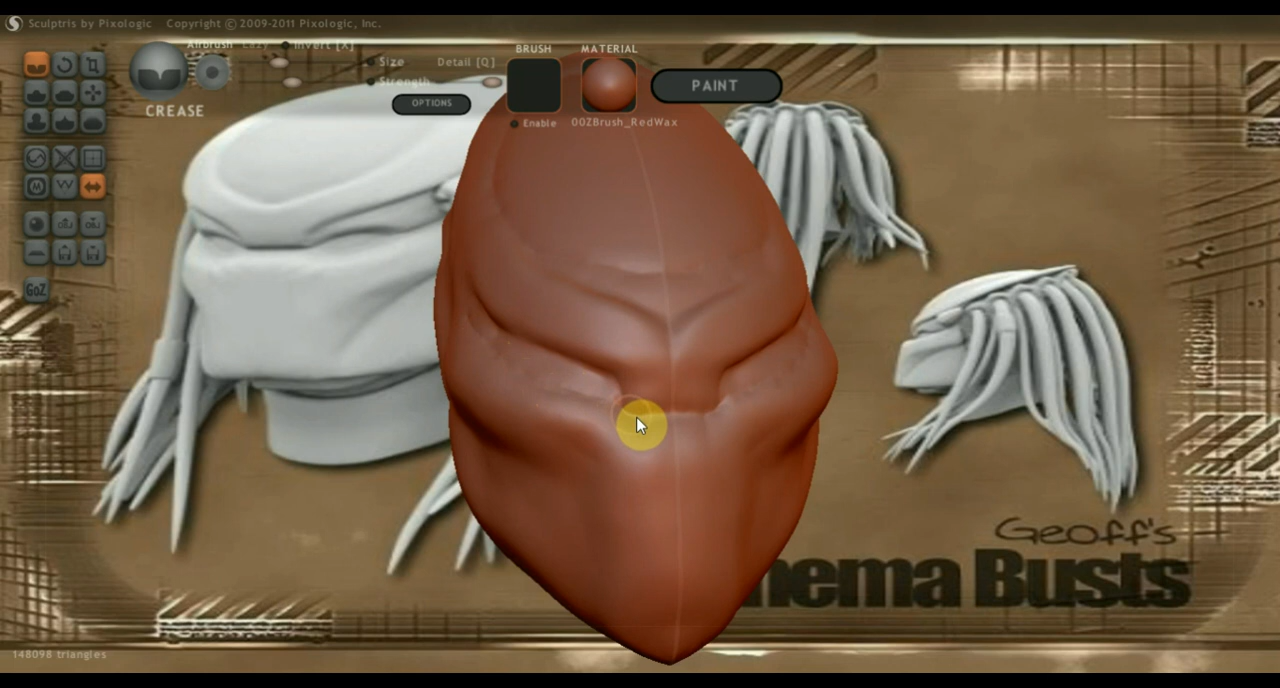 Sculptris by Pixologic Copyright © 2009-2011 Pixologic, Inc.
Airbrush Lazy Invert [X]
BRUSH MATERIAL
Size Detail [Q]
Strength
PAINT
OPTIONS
CREASE
Enable 00ZBrush_RedWax
GoZ
Geoff's
nema Busts
148098 triangles